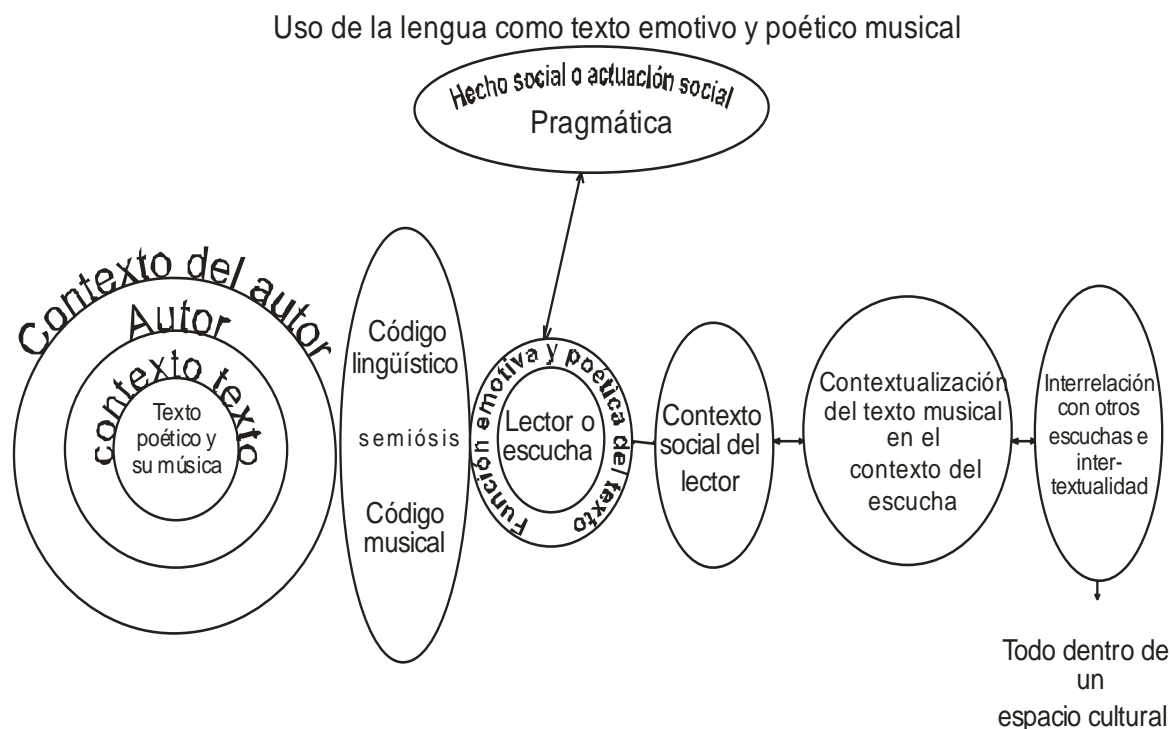 Uso de la lengua como texto emotivo y poético musical
Hecho social o actuación social
Pragmática
Contexto del autor
Autor
contexto texto
Texto
poético y
su música
Código
lingüístico
semiósis
Código
musical
Función emotiva y poética del texto
Lector o
escucha
Contexto
social del
lector
Contextualización
del texto musical
en el
contexto del
escucha
Interrelación
con otros
escuchas e
inter-
textualidad
Todo dentro de
un
espacio cultural